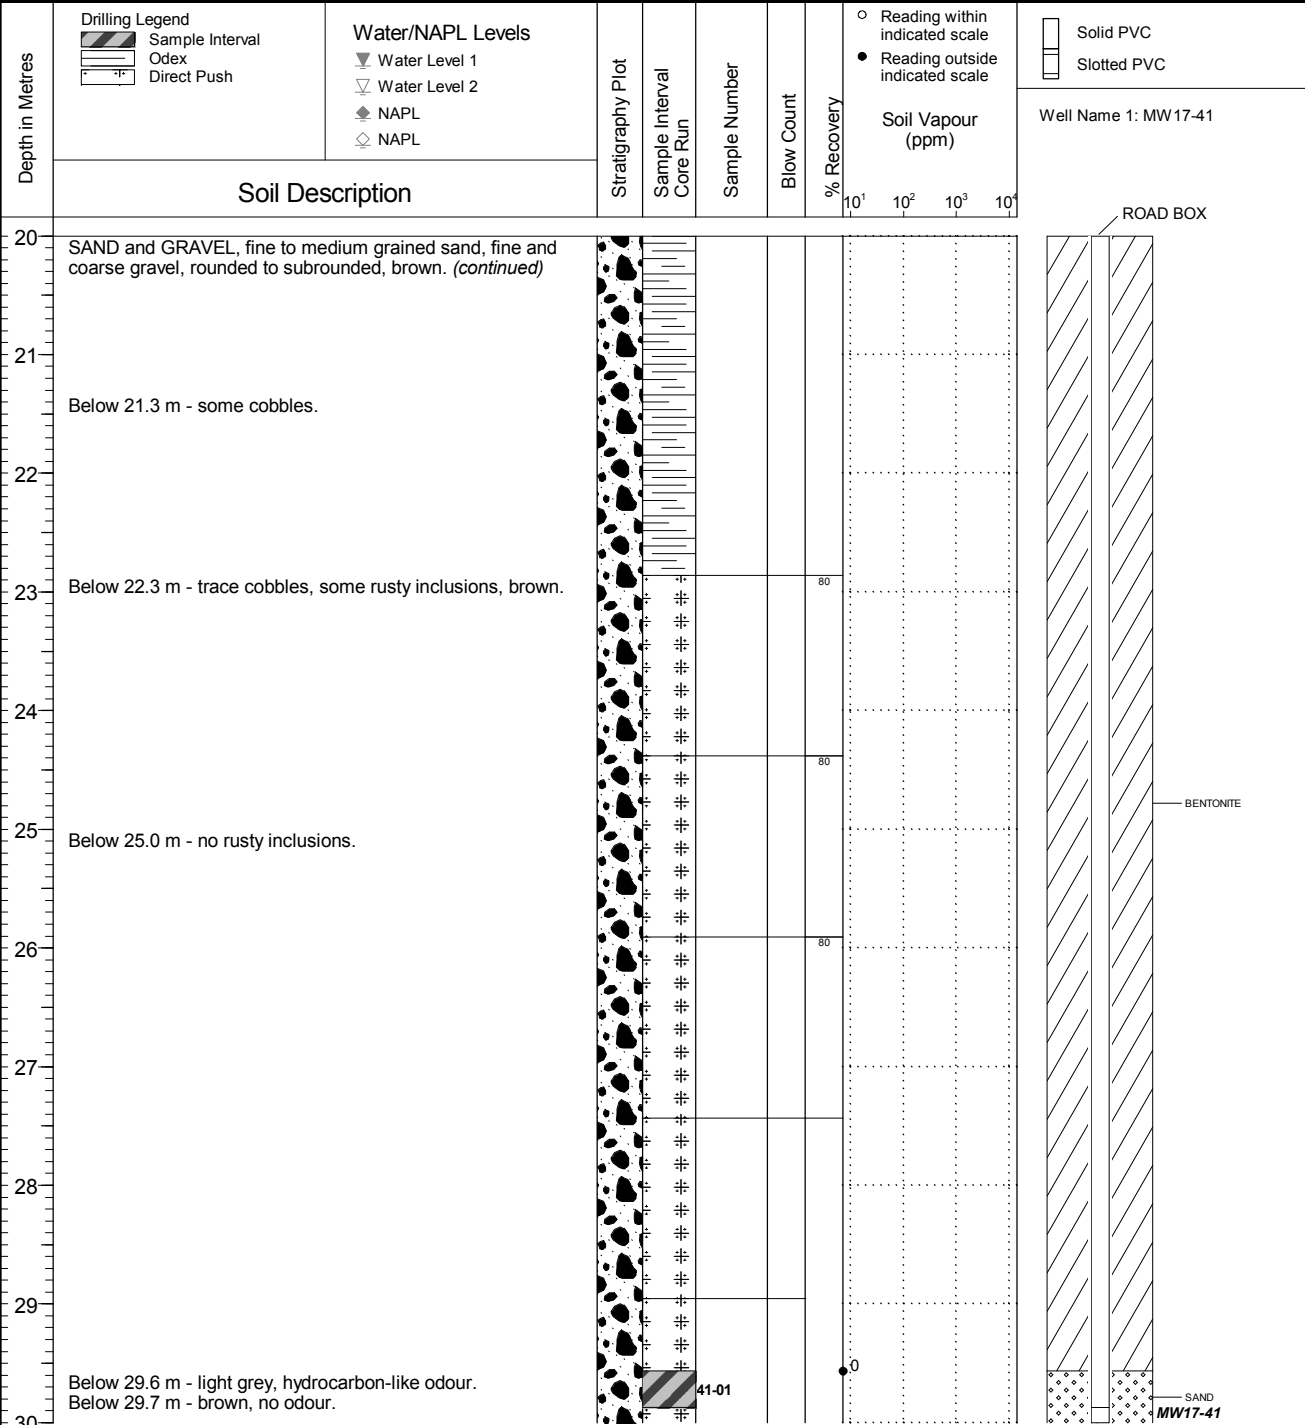 Depth in Metres
Drilling Legend
Sample Interval
Odex
Direct Push
Water/NAPL Levels
Water Level 1
Water Level 2
NAPL
NAPL
Soil Description
Stratigraphy Plot
Sample Interval
Core Run
Sample Number
Blow Count
% Recovery
Reading within
indicated scale
Reading outside
indicated scale
Soil Vapour
(ppm)
10¹ 10² 10³ 10⁴
Solid PVC
Slotted PVC
Well Name 1: MW17-41
ROAD BOX
20
SAND and GRAVEL, fine to medium grained sand, fine and
coarse gravel, rounded to subrounded, brown. (continued)
21
Below 21.3 m - some cobbles.
22
Below 22.3 m - trace cobbles, some rusty inclusions, brown.
80
23
24
80
BENTONITE
25
Below 25.0 m - no rusty inclusions.
80
26
27
28
29
0
Below 29.6 m - light grey, hydrocarbon-like odour.
41-01
Below 29.7 m - brown, no odour.
SAND
MW17-41
30